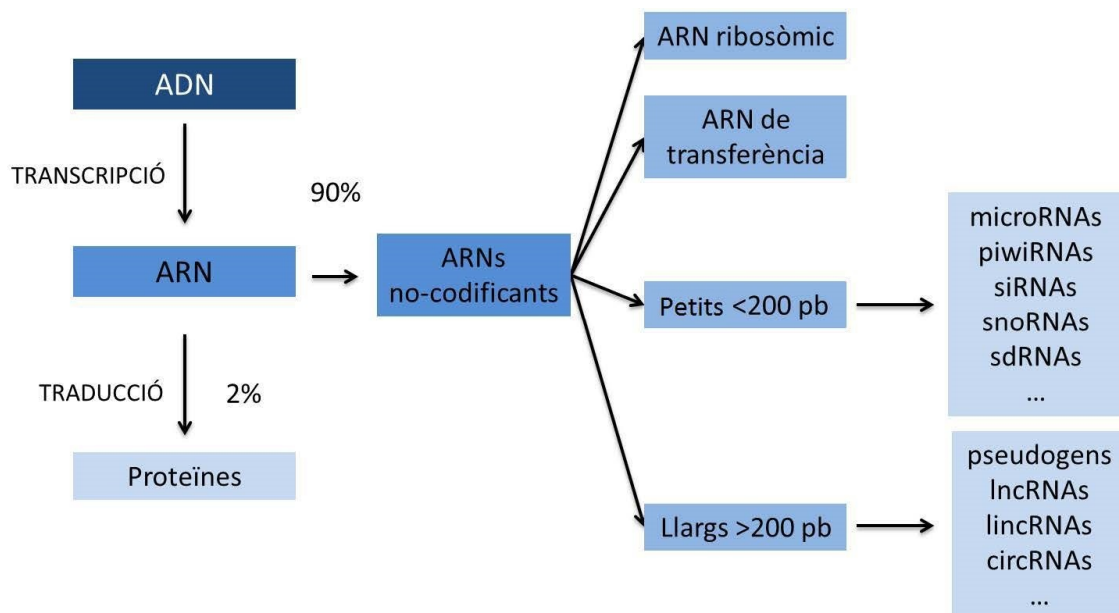 ADN
TRANSCRIPCIÓ
90%
ARN
TRADUCCIÓ
2%
Proteïnes
ARNs
no-codificants
ARN ribosòmic
ARN de
transferència
Petits <200 pb
Llargs >200 pb
microRNAs
piwiRNAs
siRNAs
snoRNAs
sdRNAs
...
pseudogens
lncRNAs
lincRNAs
circRNAs
...